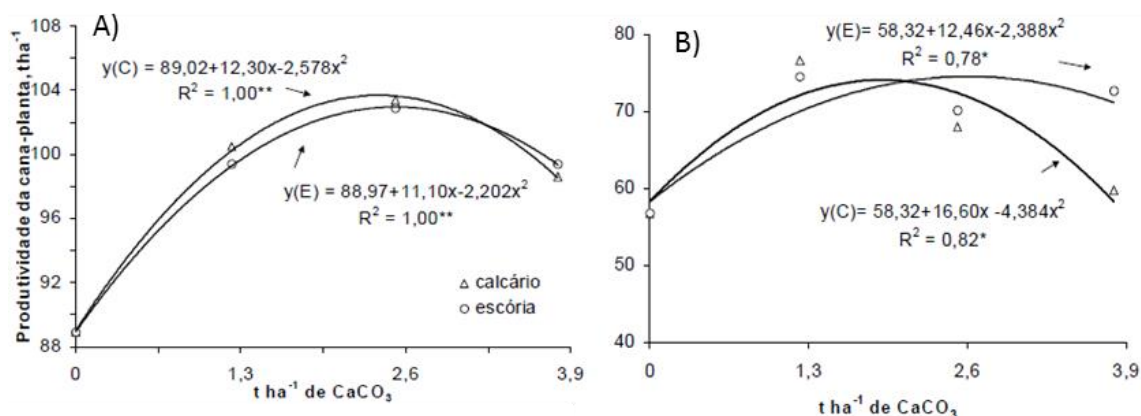 A)
Produtividade da cana-planta, tha⁻¹
108
104
100
96
92
88
y(C) = 89,02+12,30x-2,578x²
R² = 1,00**
y(E) = 88,97+11,10x-2,202x²
R² = 1,00**
△ calcário
○ escória
0 1,3 2,6 3,9
t ha⁻¹ de CaCO₃
B)
80
70
60
50
40
y(E)= 58,32+12,46x-2,388x²
R² = 0,78*
y(C)= 58,32+16,60x -4,384x²
R² = 0,82*
0 1,3 2,6 3,9
t ha⁻¹ de CaCO₃